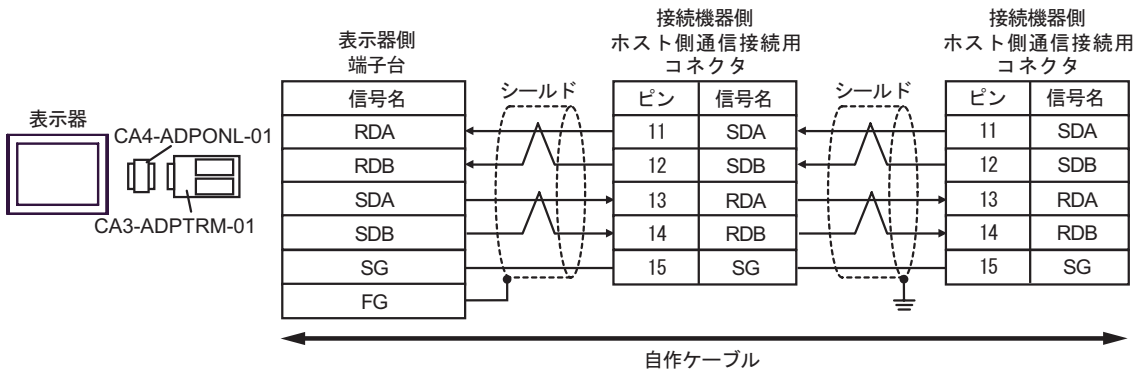 表示器
CA4-ADPONL-01
CA3-ADPTRM-01
表示器側
端子台
信号名
RDA
RDB
SDA
SDB
SG
FG
シールド
接続機器側
ホスト側通信接続用
コネクタ
ピン 信号名
11 SDA
12 SDB
13 RDA
14 RDB
15 SG
シールド
接続機器側
ホスト側通信接続用
コネクタ
ピン 信号名
11 SDA
12 SDB
13 RDA
14 RDB
15 SG
自作ケーブル